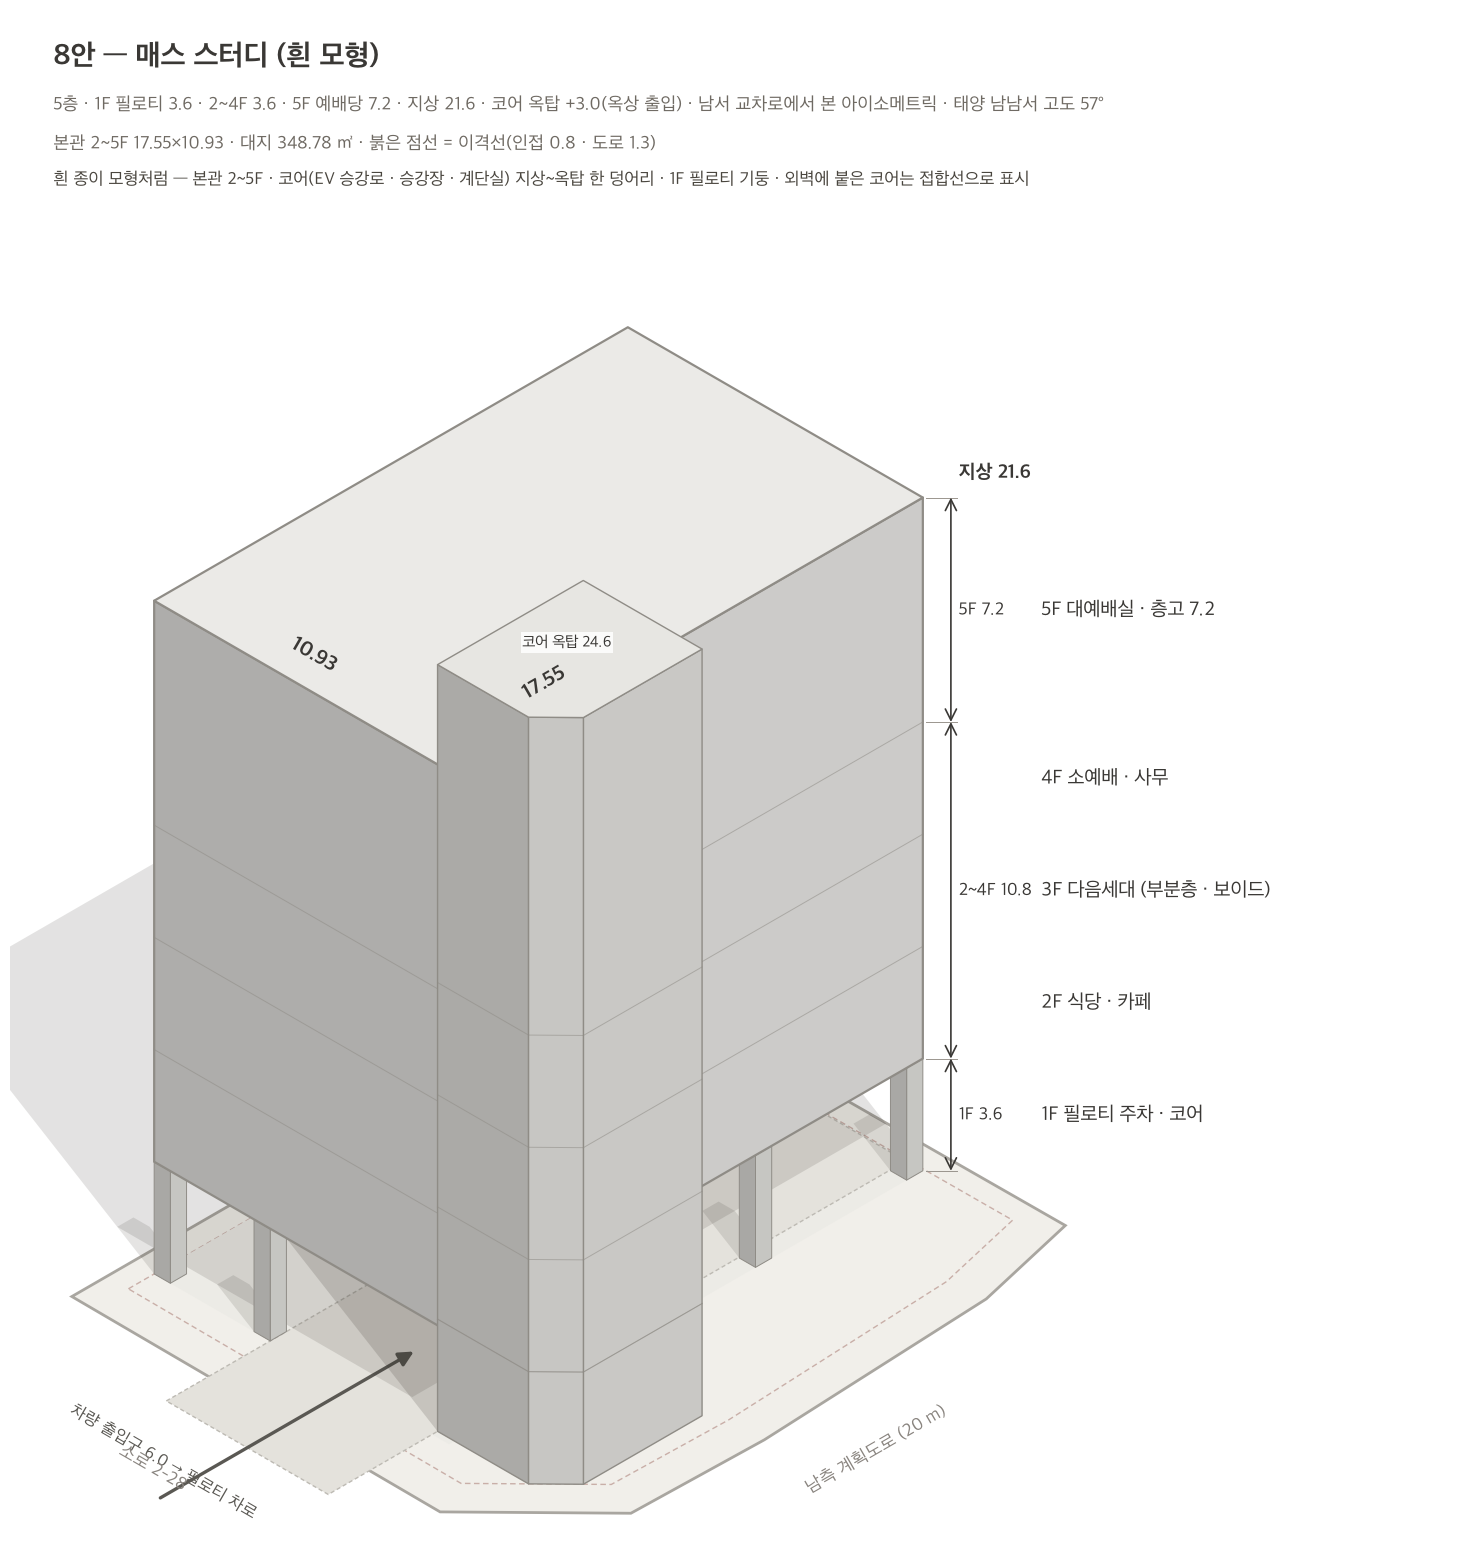 8안 — 매스 스터디 (흰 모형)
5층 · 1F 필로티 3.6 · 2~4F 3.6 · 5F 예배당 7.2 · 지상 21.6 · 코어 옥탑 +3.0(옥상 출입) · 남서 교차로에서 본 아이소메트릭 · 태양 남남서 고도 57°
본관 2~5F 17.55×10.93 · 대지 348.78 ㎡ · 붉은 점선 = 이격선(인접 0.8 · 도로 1.3)
흰 종이 모형처럼 — 본관 2~5F · 코어(EV 승강로 · 승강장 · 계단실) 지상~옥탑 한 덩어리 · 1F 필로티 기둥 · 외벽에 붙은 코어는 접합선으로 표시
지상 21.6
5F 7.2
5F 대예배실 · 층고 7.2
코어 옥탑 24.6
10.93
17.55
4F 소예배 · 사무
2~4F 10.8
3F 다음세대 (부분층 · 보이드)
2F 식당 · 카페
1F 3.6
1F 필로티 주차 · 코어
차량 출입구 6.0 → 필로티 차로
소로 2-28
남측 계획도로 (20 m)